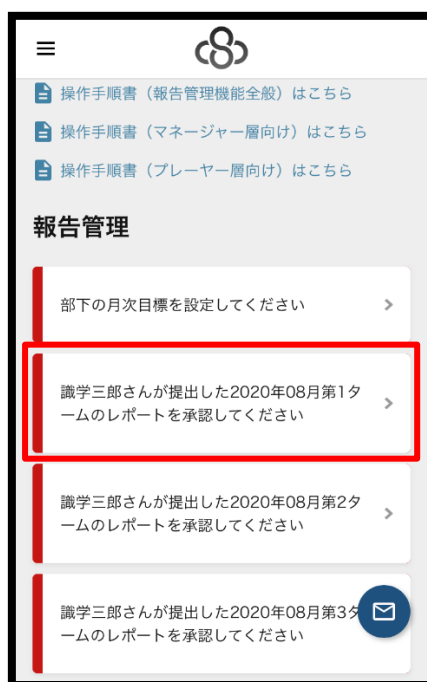 操作手順書（報告管理機能全般）はこちら
操作手順書（マネージャー層向け）はこちら
操作手順書（プレーヤー層向け）はこちら
報告管理
部下の月次目標を設定してください
識学三郎さんが提出した2020年08月第1タ
ームのレポートを承認してください
識学三郎さんが提出した2020年08月第2タ
ームのレポートを承認してください
識学三郎さんが提出した2020年08月第3タ
ームのレポートを承認してください